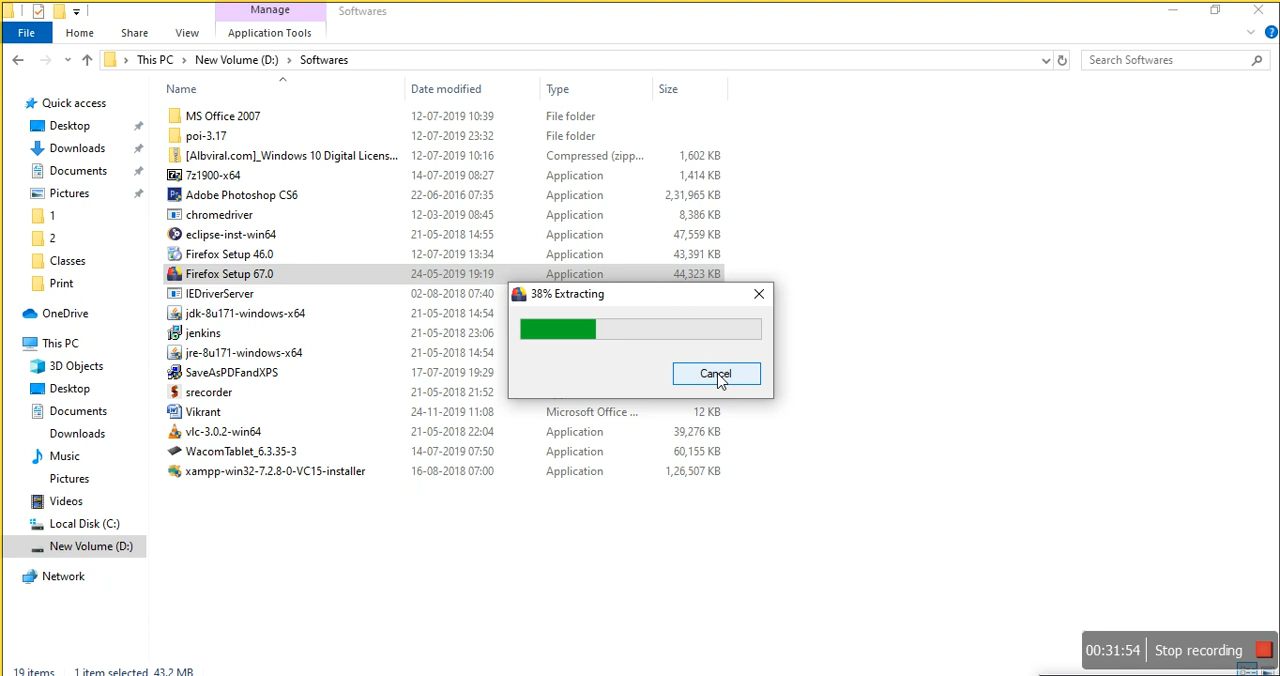 Manage
Softwares
File
Home
Share
View
Application Tools
This PC > New Volume (D:) > Softwares
Search Softwares
Name
Date modified
Type
Size
Quick access
Desktop
Downloads
Documents
Pictures
1
2
Classes
Print
OneDrive
This PC
3D Objects
Desktop
Documents
Downloads
Music
Pictures
Videos
Local Disk (C:)
New Volume (D:)
Network
MS Office 2007 12-07-2019 10:39 File folder
poi-3.17 12-07-2019 23:32 File folder
[Albviral.com]_Windows 10 Digital Licens... 12-07-2019 10:16 Compressed (zipp... 1,602 KB
7z1900-x64 14-07-2019 08:27 Application 1,414 KB
Adobe Photoshop CS6 22-06-2016 07:35 Application 2,31,965 KB
chromedriver 12-03-2019 08:45 Application 8,386 KB
eclipse-inst-win64 21-05-2018 14:55 Application 47,559 KB
Firefox Setup 46.0 12-07-2019 13:34 Application 43,391 KB
Firefox Setup 67.0 24-05-2019 19:19 Application 44,323 KB
IEDriverServer 02-08-2018 07:40
jdk-8u171-windows-x64 21-05-2018 14:54
jenkins 21-05-2018 23:06
jre-8u171-windows-x64 21-05-2018 14:54
SaveAsPDFandXPS 17-07-2019 19:29
srecorder 21-05-2018 21:52
Vikrant 24-11-2019 11:08 Microsoft Office ... 12 KB
vlc-3.0.2-win64 21-05-2018 22:04 Application 39,276 KB
WacomTablet_6.3.35-3 14-07-2019 07:50 Application 60,155 KB
xampp-win32-7.2.8-0-VC15-installer 16-08-2018 07:00 Application 1,26,507 KB
38% Extracting
Cancel
00:31:54 Stop recording
19 items 1 item selected 43.2 MB